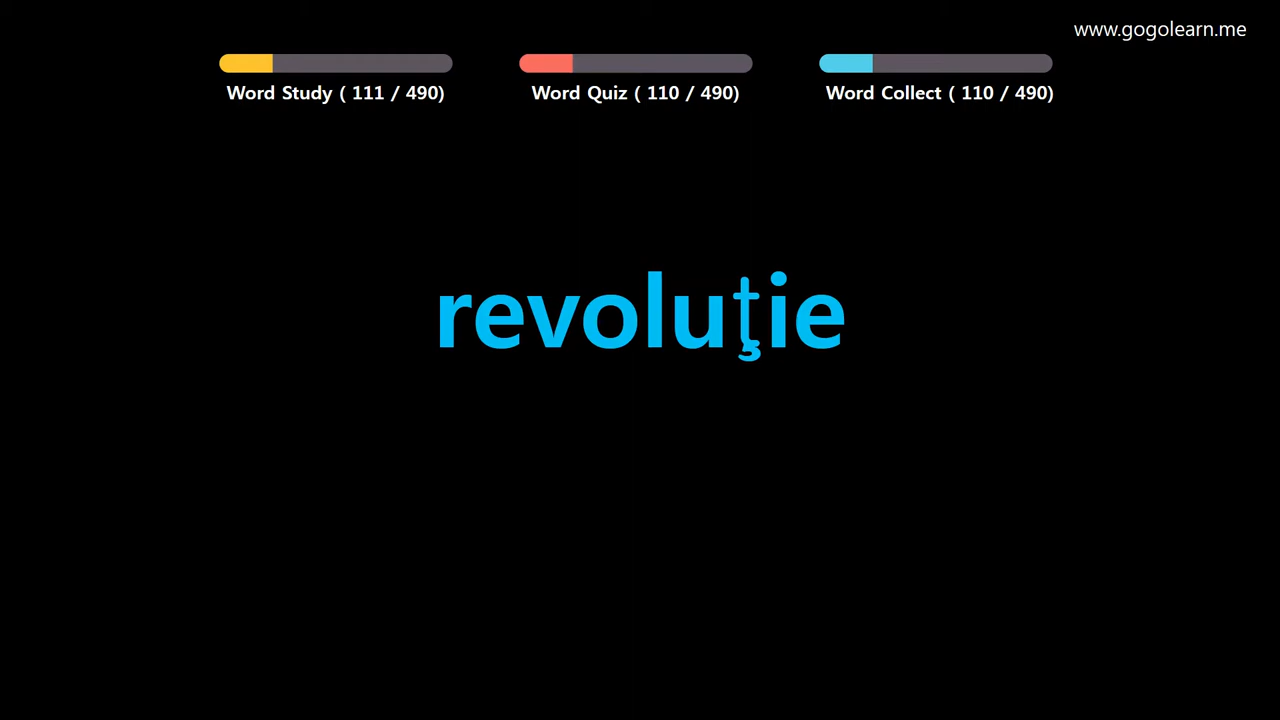 www.gogolearn.me
Word Study ( 111 / 490)
Word Quiz ( 110 / 490)
Word Collect ( 110 / 490)
revoluţie